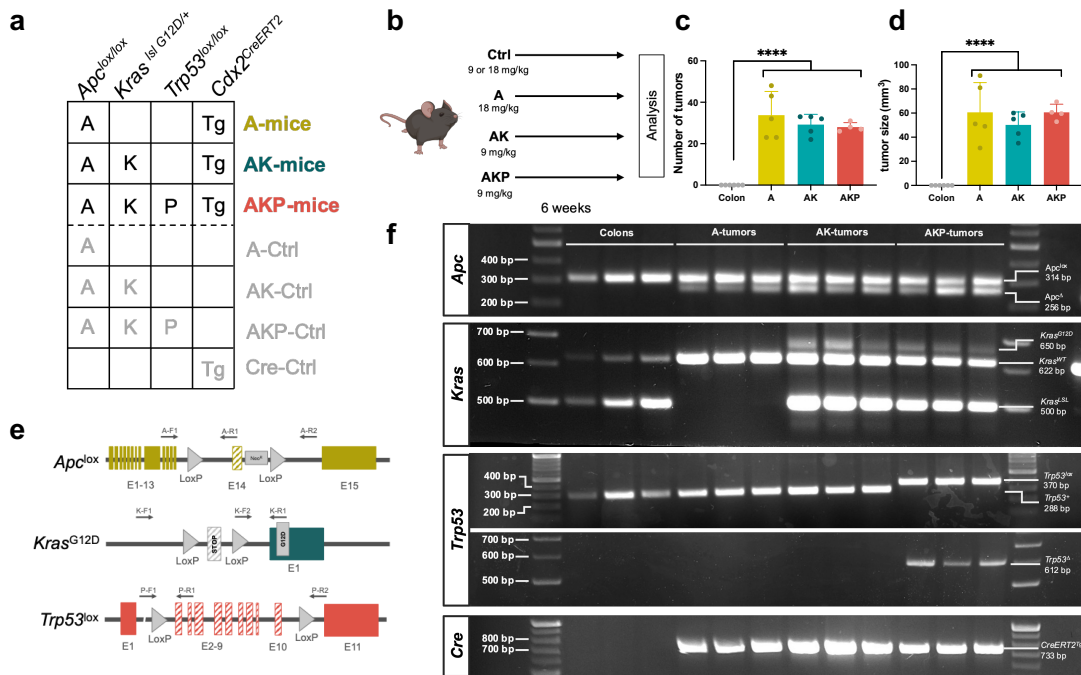 a
Apc^lox/lox
Kras^lsl G12D/+
Trp53^lox/lox
Cdx2^CreERT2
A Tg A-mice
A K Tg AK-mice
A K P Tg AKP-mice
A A-Ctrl
A K AK-Ctrl
A K P AKP-Ctrl
Tg Cre-Ctrl
b
Ctrl
9 or 18 mg/kg
A
18 mg/kg
AK
9 mg/kg
AKP
9 mg/kg
6 weeks
Analysis
c
****
Number of tumors
60
40
20
0
Colon A AK AKP
d
****
tumor size (mm³)
100
80
60
40
20
0
Colon A AK AKP
e
A-F1 A-R1 A-R2
Apc^lox
Neo^R
E1-13 LoxP E14 LoxP E15
K-F1 K-F2 K-R1
Kras^G12D
STOP
G12D
LoxP LoxP E1
P-F1 P-R1 P-R2
Trp53^lox
E1 LoxP E2-9 E10 LoxP E11
f
Colons A-tumors AK-tumors AKP-tumors
Apc
400 bp
300 bp
200 bp
Apc^lox
314 bp
Apc^Δ
256 bp
Kras
700 bp
600 bp
500 bp
Kras^G12D
650 bp
Kras^WT
622 bp
Kras^LSL
500 bp
Trp53
400 bp
300 bp
200 bp
Trp53^lox
370 bp
Trp53^+
288 bp
700 bp
600 bp
500 bp
Trp53^Δ
612 bp
Cre
800 bp
700 bp
CreERT2^Tg
733 bp